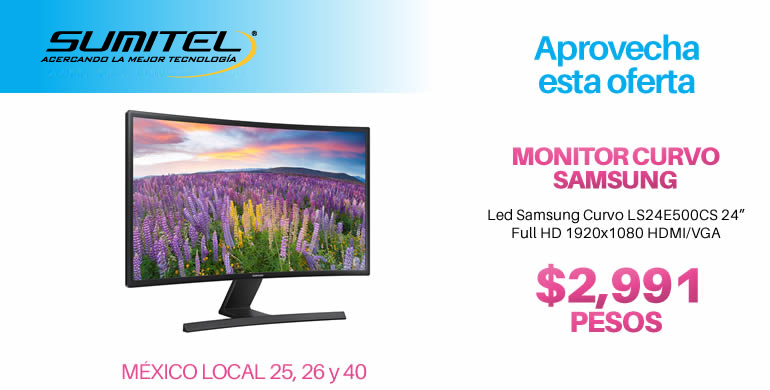 SUMITEL®
ACERCANDO LA MEJOR TECNOLOGÍA
Aprovecha
esta oferta
MONITOR CURVO
SAMSUNG
Led Samsung Curvo LS24E500CS 24”
Full HD 1920x1080 HDMI/VGA
$2,991
PESOS
SAMSUNG
MÉXICO LOCAL 25, 26 y 40